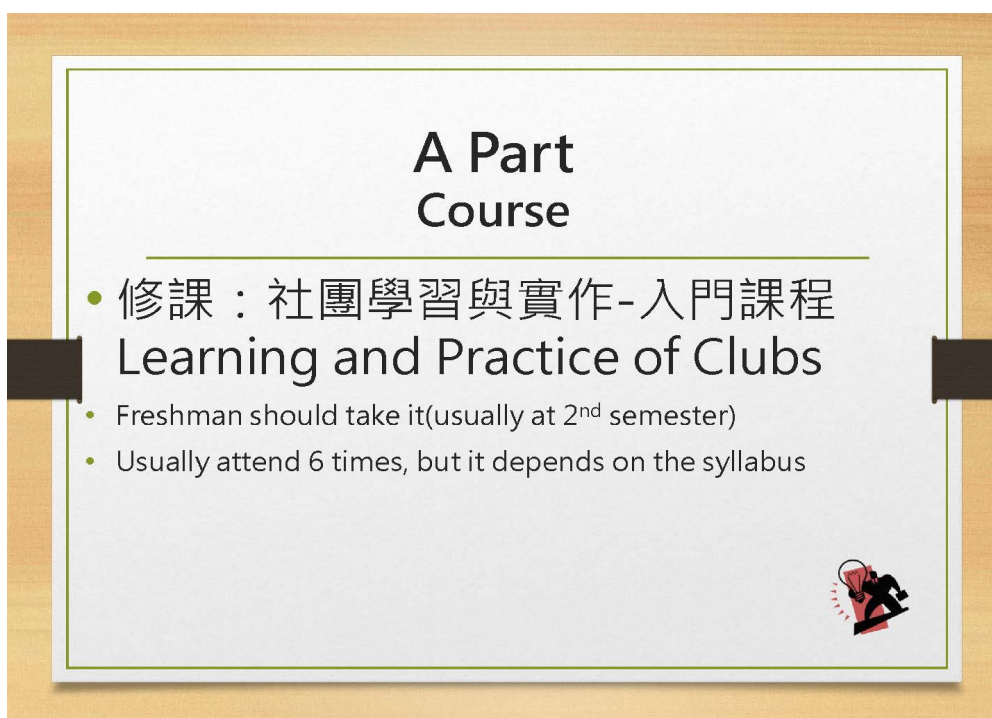 A Part
Course
• 修課：社團學習與實作-入門課程
Learning and Practice of Clubs
• Freshman should take it(usually at 2nd semester)
• Usually attend 6 times, but it depends on the syllabus